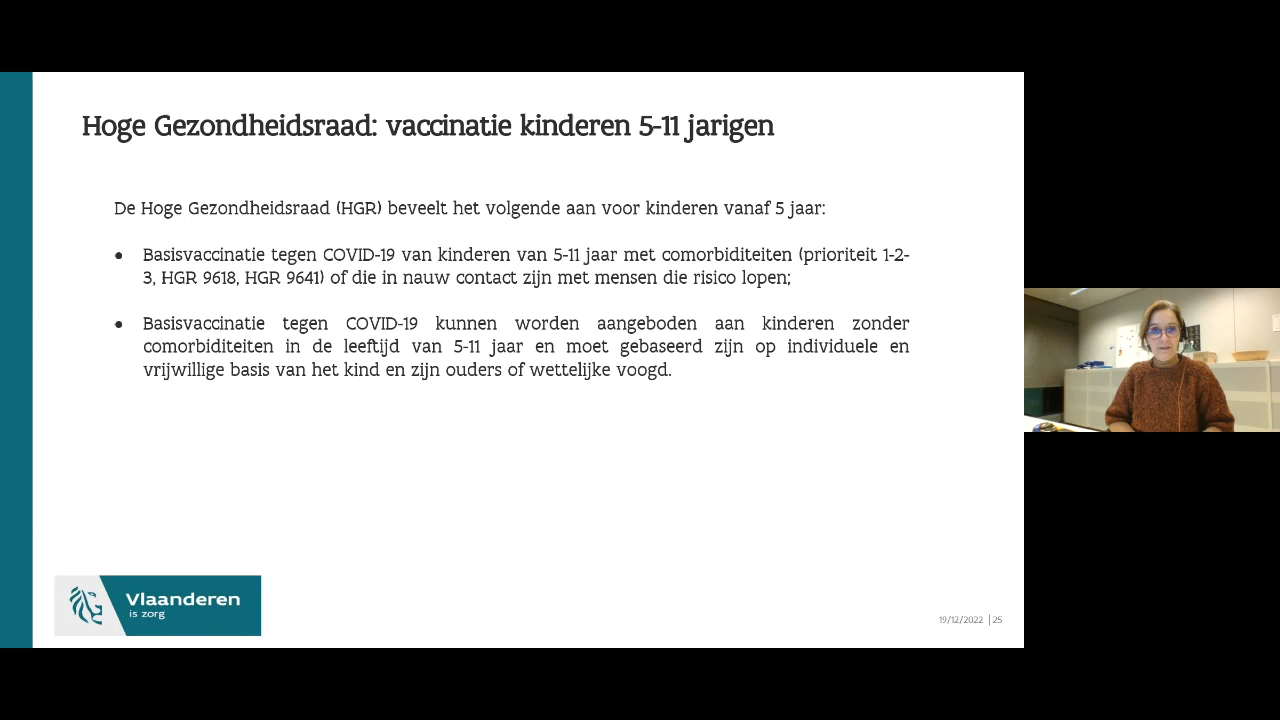 Hoge Gezondheidsraad: vaccinatie kinderen 5-11 jarigen
De Hoge Gezondheidsraad (HGR) beveelt het volgende aan voor kinderen vanaf 5 jaar:
● Basisvaccinatie tegen COVID-19 van kinderen van 5-11 jaar met comorbiditeiten (prioriteit 1-2-
3, HGR 9618, HGR 9641) of die in nauw contact zijn met mensen die risico lopen;
● Basisvaccinatie tegen COVID-19 kunnen worden aangeboden aan kinderen zonder
comorbiditeiten in de leeftijd van 5-11 jaar en moet gebaseerd zijn op individuele en
vrijwillige basis van het kind en zijn ouders of wettelijke voogd.
Vlaanderen
is zorg
19/12/2022 | 25